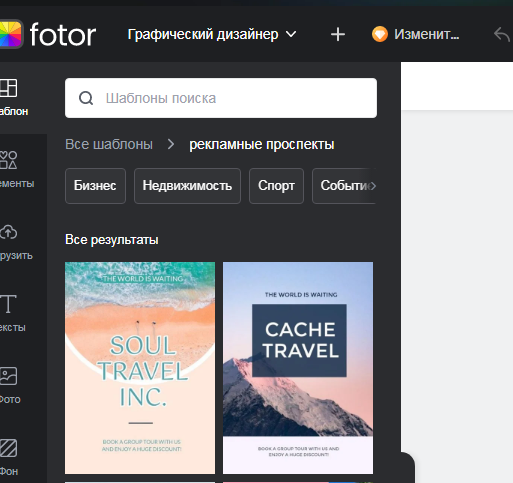 fotor
Графический дизайнер
Изменит...
аблон
ементы
рузить
ексты
Фото
Фон
Шаблоны поиска
Все шаблоны > рекламные проспекты
Бизнес
Недвижимость
Спорт
Событие
Все результаты
THE WORLD IS WAITING
SOUL
TRAVEL
INC.
BOOK A GROUP TOUR WITH US
AND ENJOY A HUGE DISCOUNT!
THE WORLD IS WAITING
CACHE
TRAVEL
BOOK A GROUP TOUR WITH US AND
ENJOY A HUGE DISCOUNT!